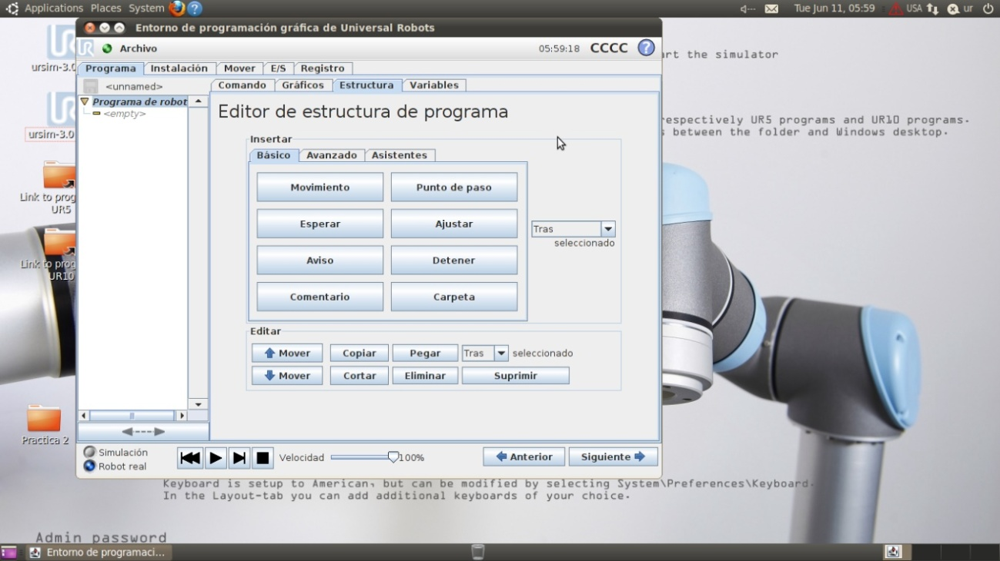 Applications Places System
Tue Jun 11, 05:59 USA ur
Entorno de programación gráfica de Universal Robots
UR Archivo 05:59:18 CCCC ?
Programa Instalación Mover E/S Registro
<unnamed>
Comando Gráficos Estructura Variables
Programa de robot
<empty>
Editor de estructura de programa
Insertar
Básico Avanzado Asistentes
Movimiento Punto de paso
Esperar Ajustar
Tras
seleccionado
Aviso Detener
Comentario Carpeta
Editar
Mover Copiar Pegar Tras seleccionado
Mover Cortar Eliminar Suprimir
Simulación
Robot real
Velocidad 100%
Anterior Siguiente
ursim-3.0
ursim-3.0
Link to prog
UR5
Link to prog
UR10
Practica 2
the simulator
respectively UR5 programs and UR10 programs.
between the folder and Windows desktop.
Keyboard is setup to American, but can be modified by selecting System\Preferences\Keyboard.
In the Layout-tab you can add additional keyboards of your choice.
Admin password
Entorno de programaci...